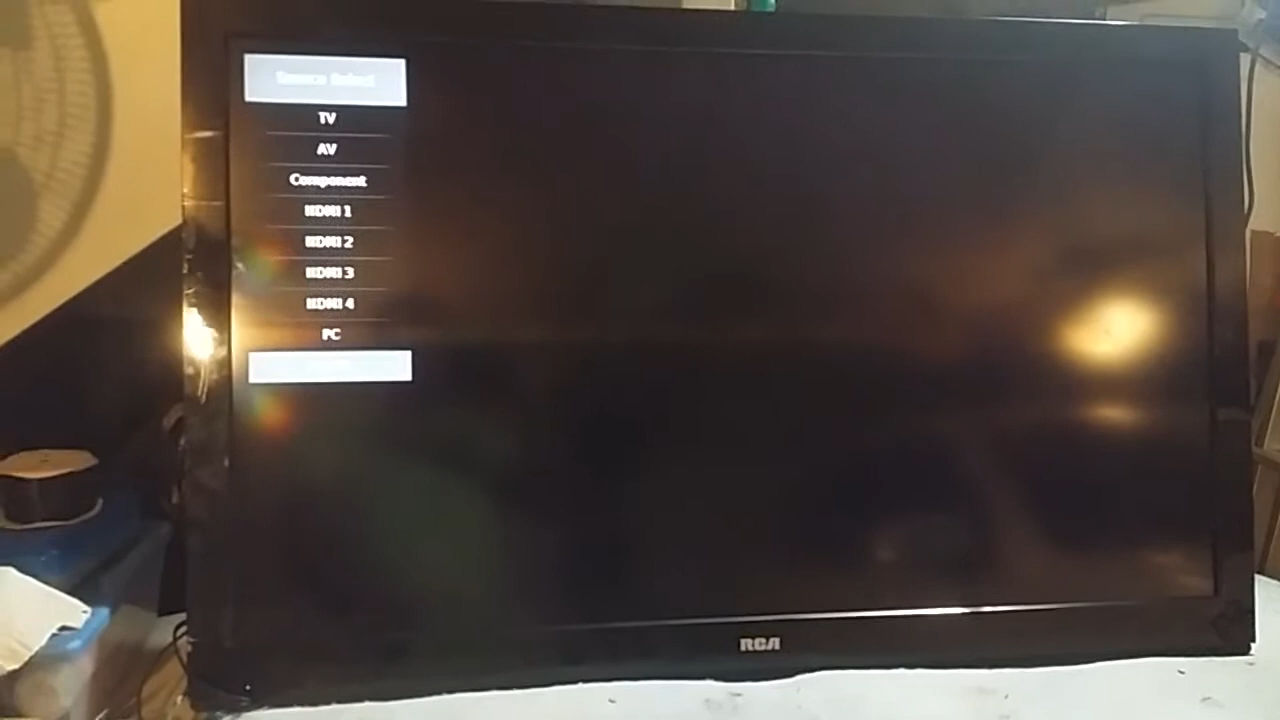 Source Select
TV
AV
Component
HDMI 1
HDMI 2
HDMI 3
HDMI 4
PC
RCA